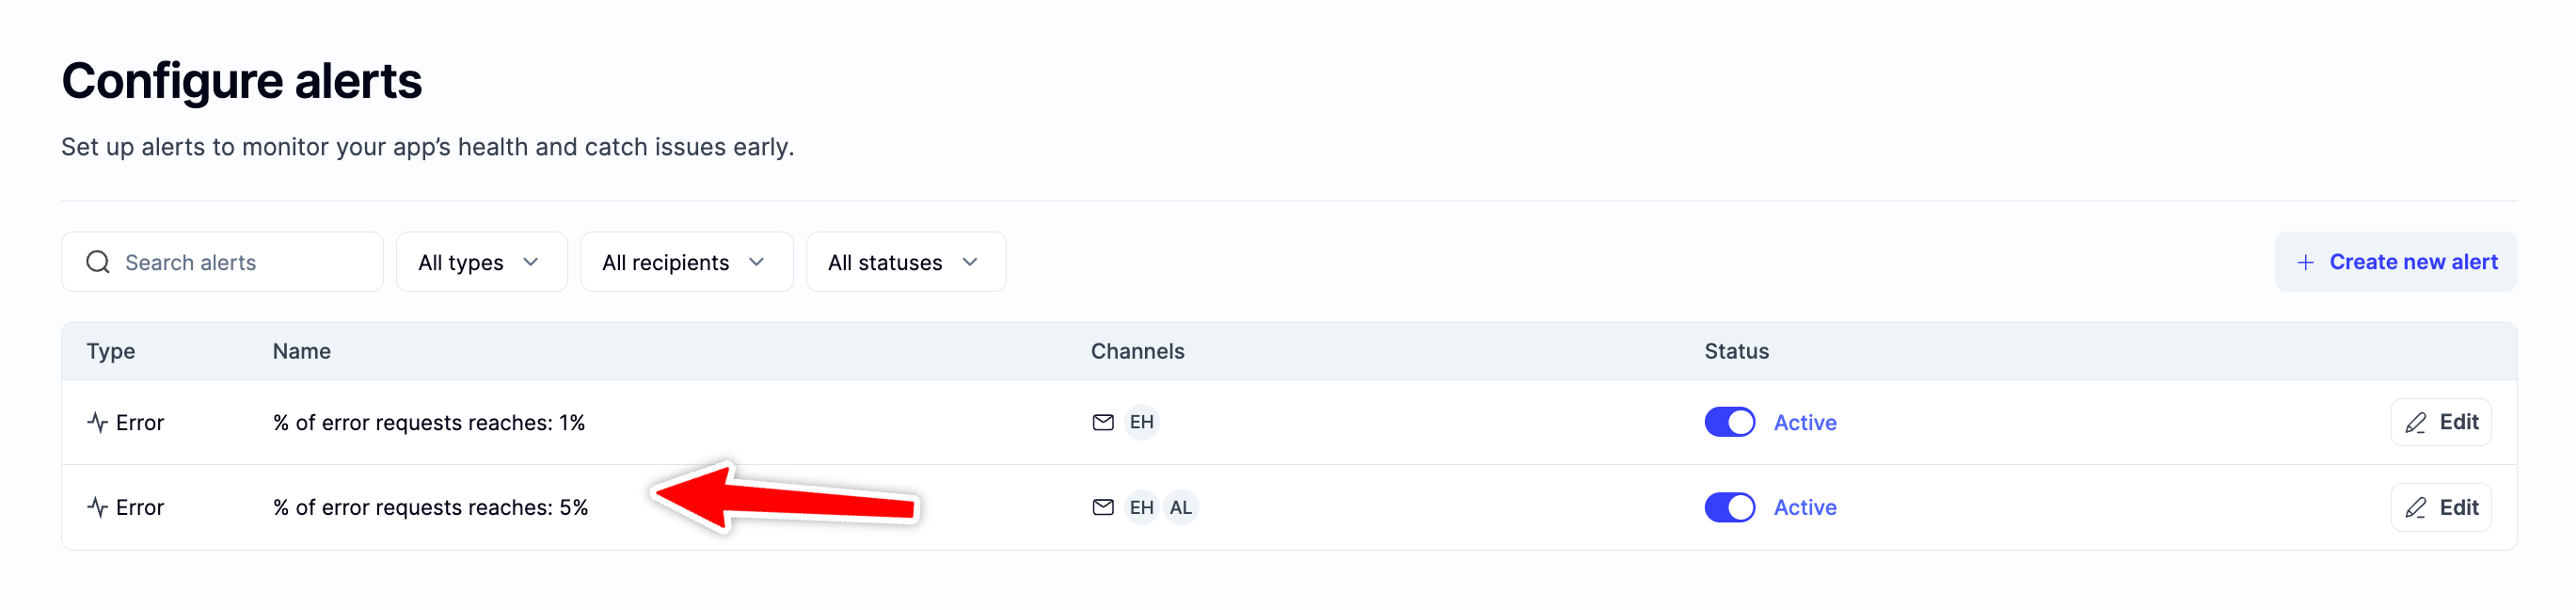 Configure alerts
Set up alerts to monitor your app’s health and catch issues early.
Search alerts All types All recipients All statuses + Create new alert
Type Name Channels Status
Error % of error requests reaches: 1% EH Active Edit
Error % of error requests reaches: 5% EH AL Active Edit